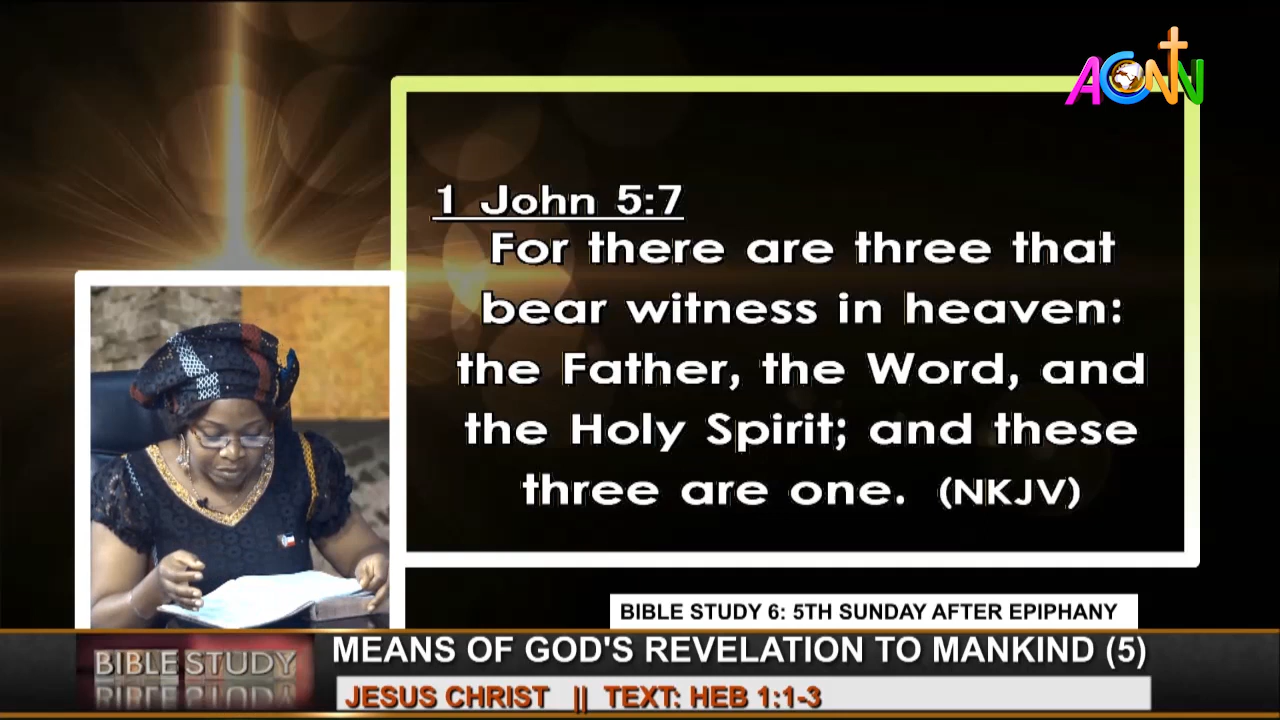 ACNN
1 John 5:7
For there are three that
bear witness in heaven:
the Father, the Word, and
the Holy Spirit; and these
three are one. (NKJV)
BIBLE STUDY 6: 5TH SUNDAY AFTER EPIPHANY
BIBLE STUDY
MEANS OF GOD'S REVELATION TO MANKIND (5)
JESUS CHRIST || TEXT: HEB 1:1-3